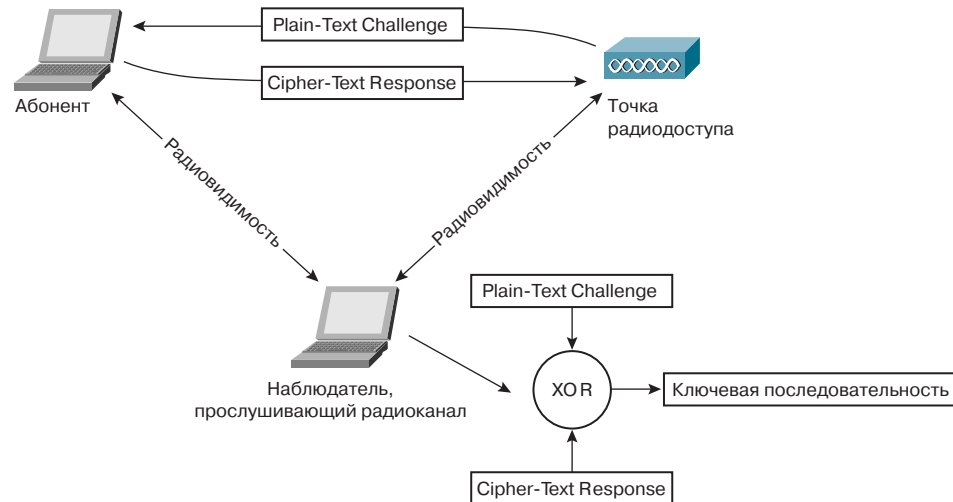 Plain-Text Challenge
Cipher-Text Response
Абонент
Точка
радиодоступа
Радиовидимость
Радиовидимость
Plain-Text Challenge
XOR
Ключевая последовательность
Наблюдатель,
прослушивающий радиоканал
Cipher-Text Response